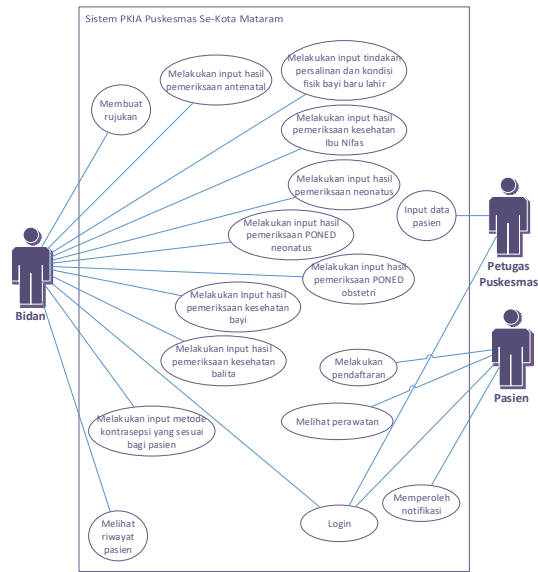 Sistem PKIA Puskesmas Se-Kota Mataram
Melakukan input hasil
pemeriksaan antenatal
Melakukan input tindakan
persalinan dan kondisi
fisik bayi baru lahir
Membuat
rujukan
Melakukan input hasil
pemeriksaan kesehatan
Ibu Nifas
Melakukan input hasil
pemeriksaan neonatus
Input data
pasien
Melakukan input hasil
pemeriksaan PONED
neonatus
Petugas
Puskesmas
Melakukan input hasil
pemeriksaan PONED
obstetri
Bidan
Melakukan Input hasil
pemeriksaan kesehatan
bayi
Melakukan Input hasil
pemeriksaan kesehatan
balita
Melakukan
pendaftaran
Pasien
Melakukan input metode
kontrasepsi yang sesuai
bagi pasien
Melihat perawatan
Memperoleh
notifikasi
Melihat
riwayat
pasien
Login